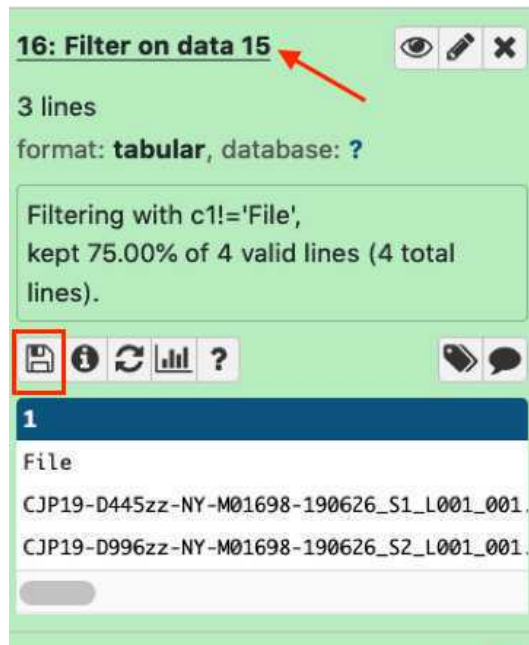 16: Filter on data 15
3 lines
format: tabular, database: ?
Filtering with c1!='File',
kept 75.00% of 4 valid lines (4 total
lines).
?
1
File
CJP19-D445zz-NY-M01698-190626_S1_L001_001.
CJP19-D996zz-NY-M01698-190626_S2_L001_001.